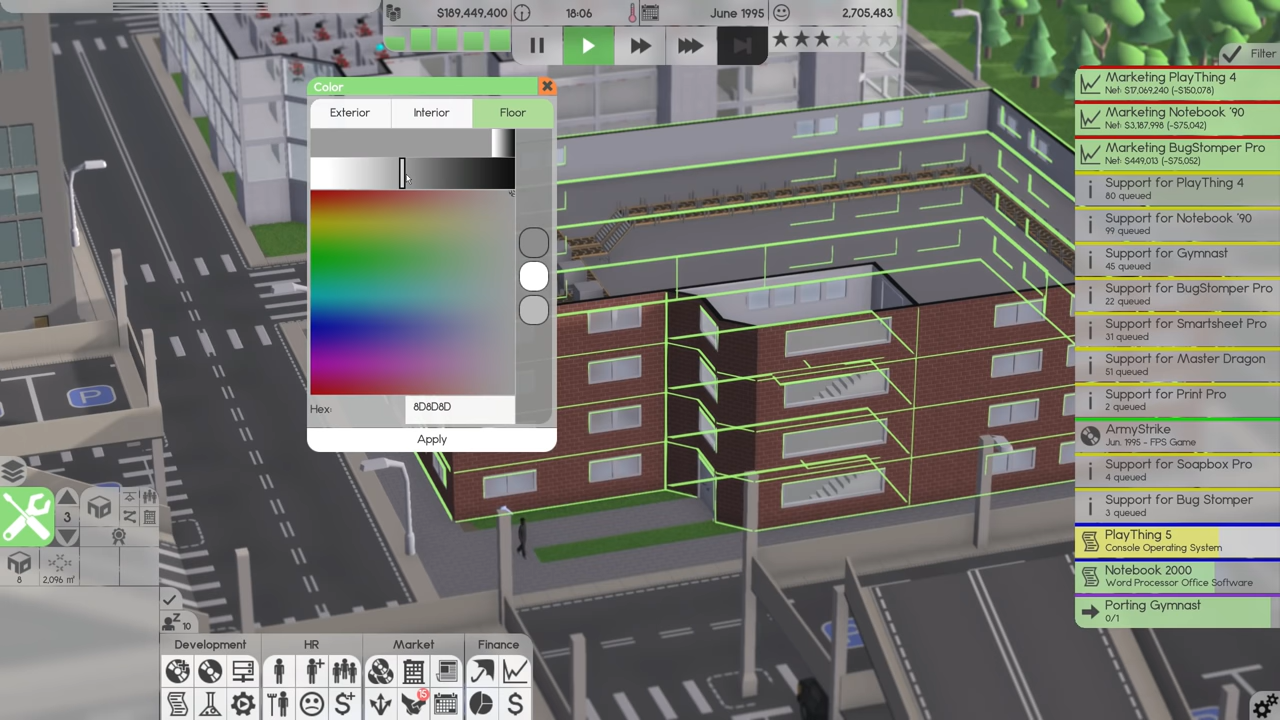 $189,449,400
18:06
June 1995
2,705,483
Filter
Color
Exterior
Interior
Floor
Hex:
8D8D8D
Apply
Marketing PlayThing 4
Net: $17,069,240 (-$150,078)
Marketing Notebook '90
Net: $3,187,998 (-$75,042)
Marketing BugStomper Pro
Net: $449,013 (-$75,052)
Support for PlayThing 4
80 queued
Support for Notebook '90
99 queued
Support for Gymnast
45 queued
Support for BugStomper Pro
22 queued
Support for Smartsheet Pro
31 queued
Support for Master Dragon
51 queued
Support for Print Pro
2 queued
ArmyStrike
Jun. 1995 - FPS Game
Support for Soapbox Pro
4 queued
Support for Bug Stomper
3 queued
PlayThing 5
Console Operating System
Notebook 2000
Word Processor Office Software
Porting Gymnast
0/1
P
3
8
2,096 m²
Z
10
Development
HR
Market
Finance
15